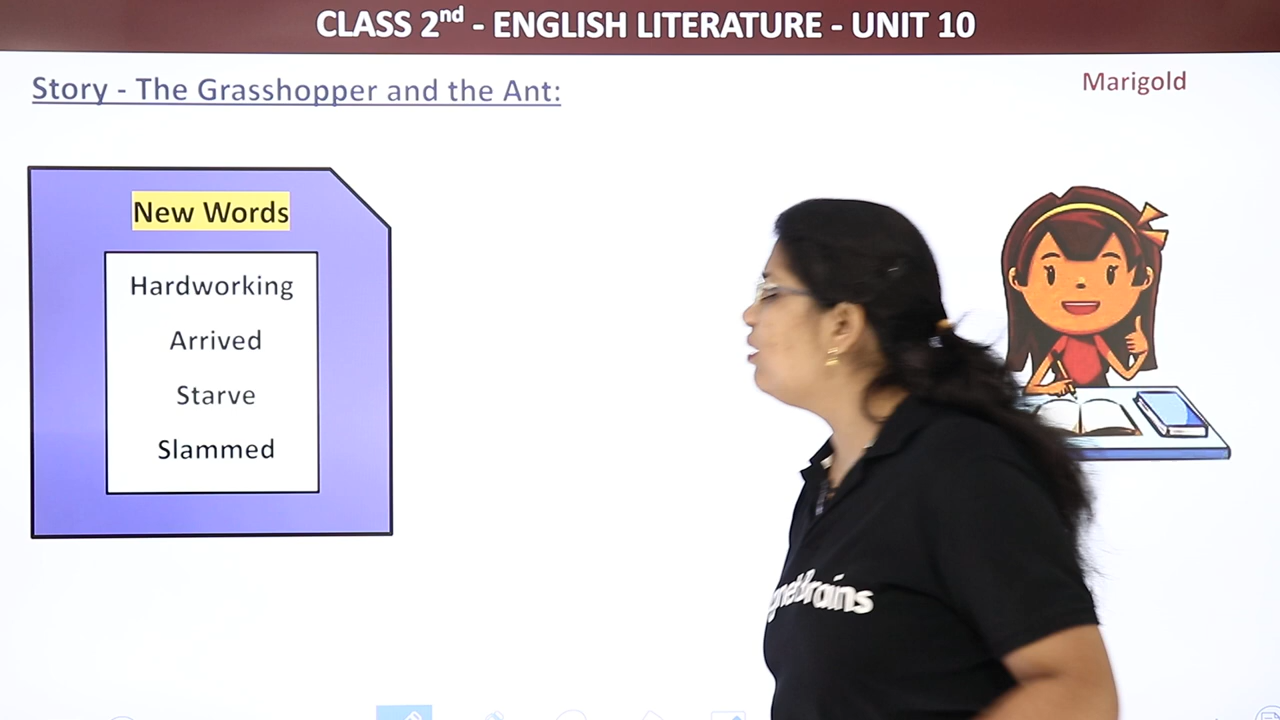 CLASS 2nd - ENGLISH LITERATURE - UNIT 10
Story - The Grasshopper and the Ant:
Marigold
New Words
Hardworking
Arrived
Starve
Slammed